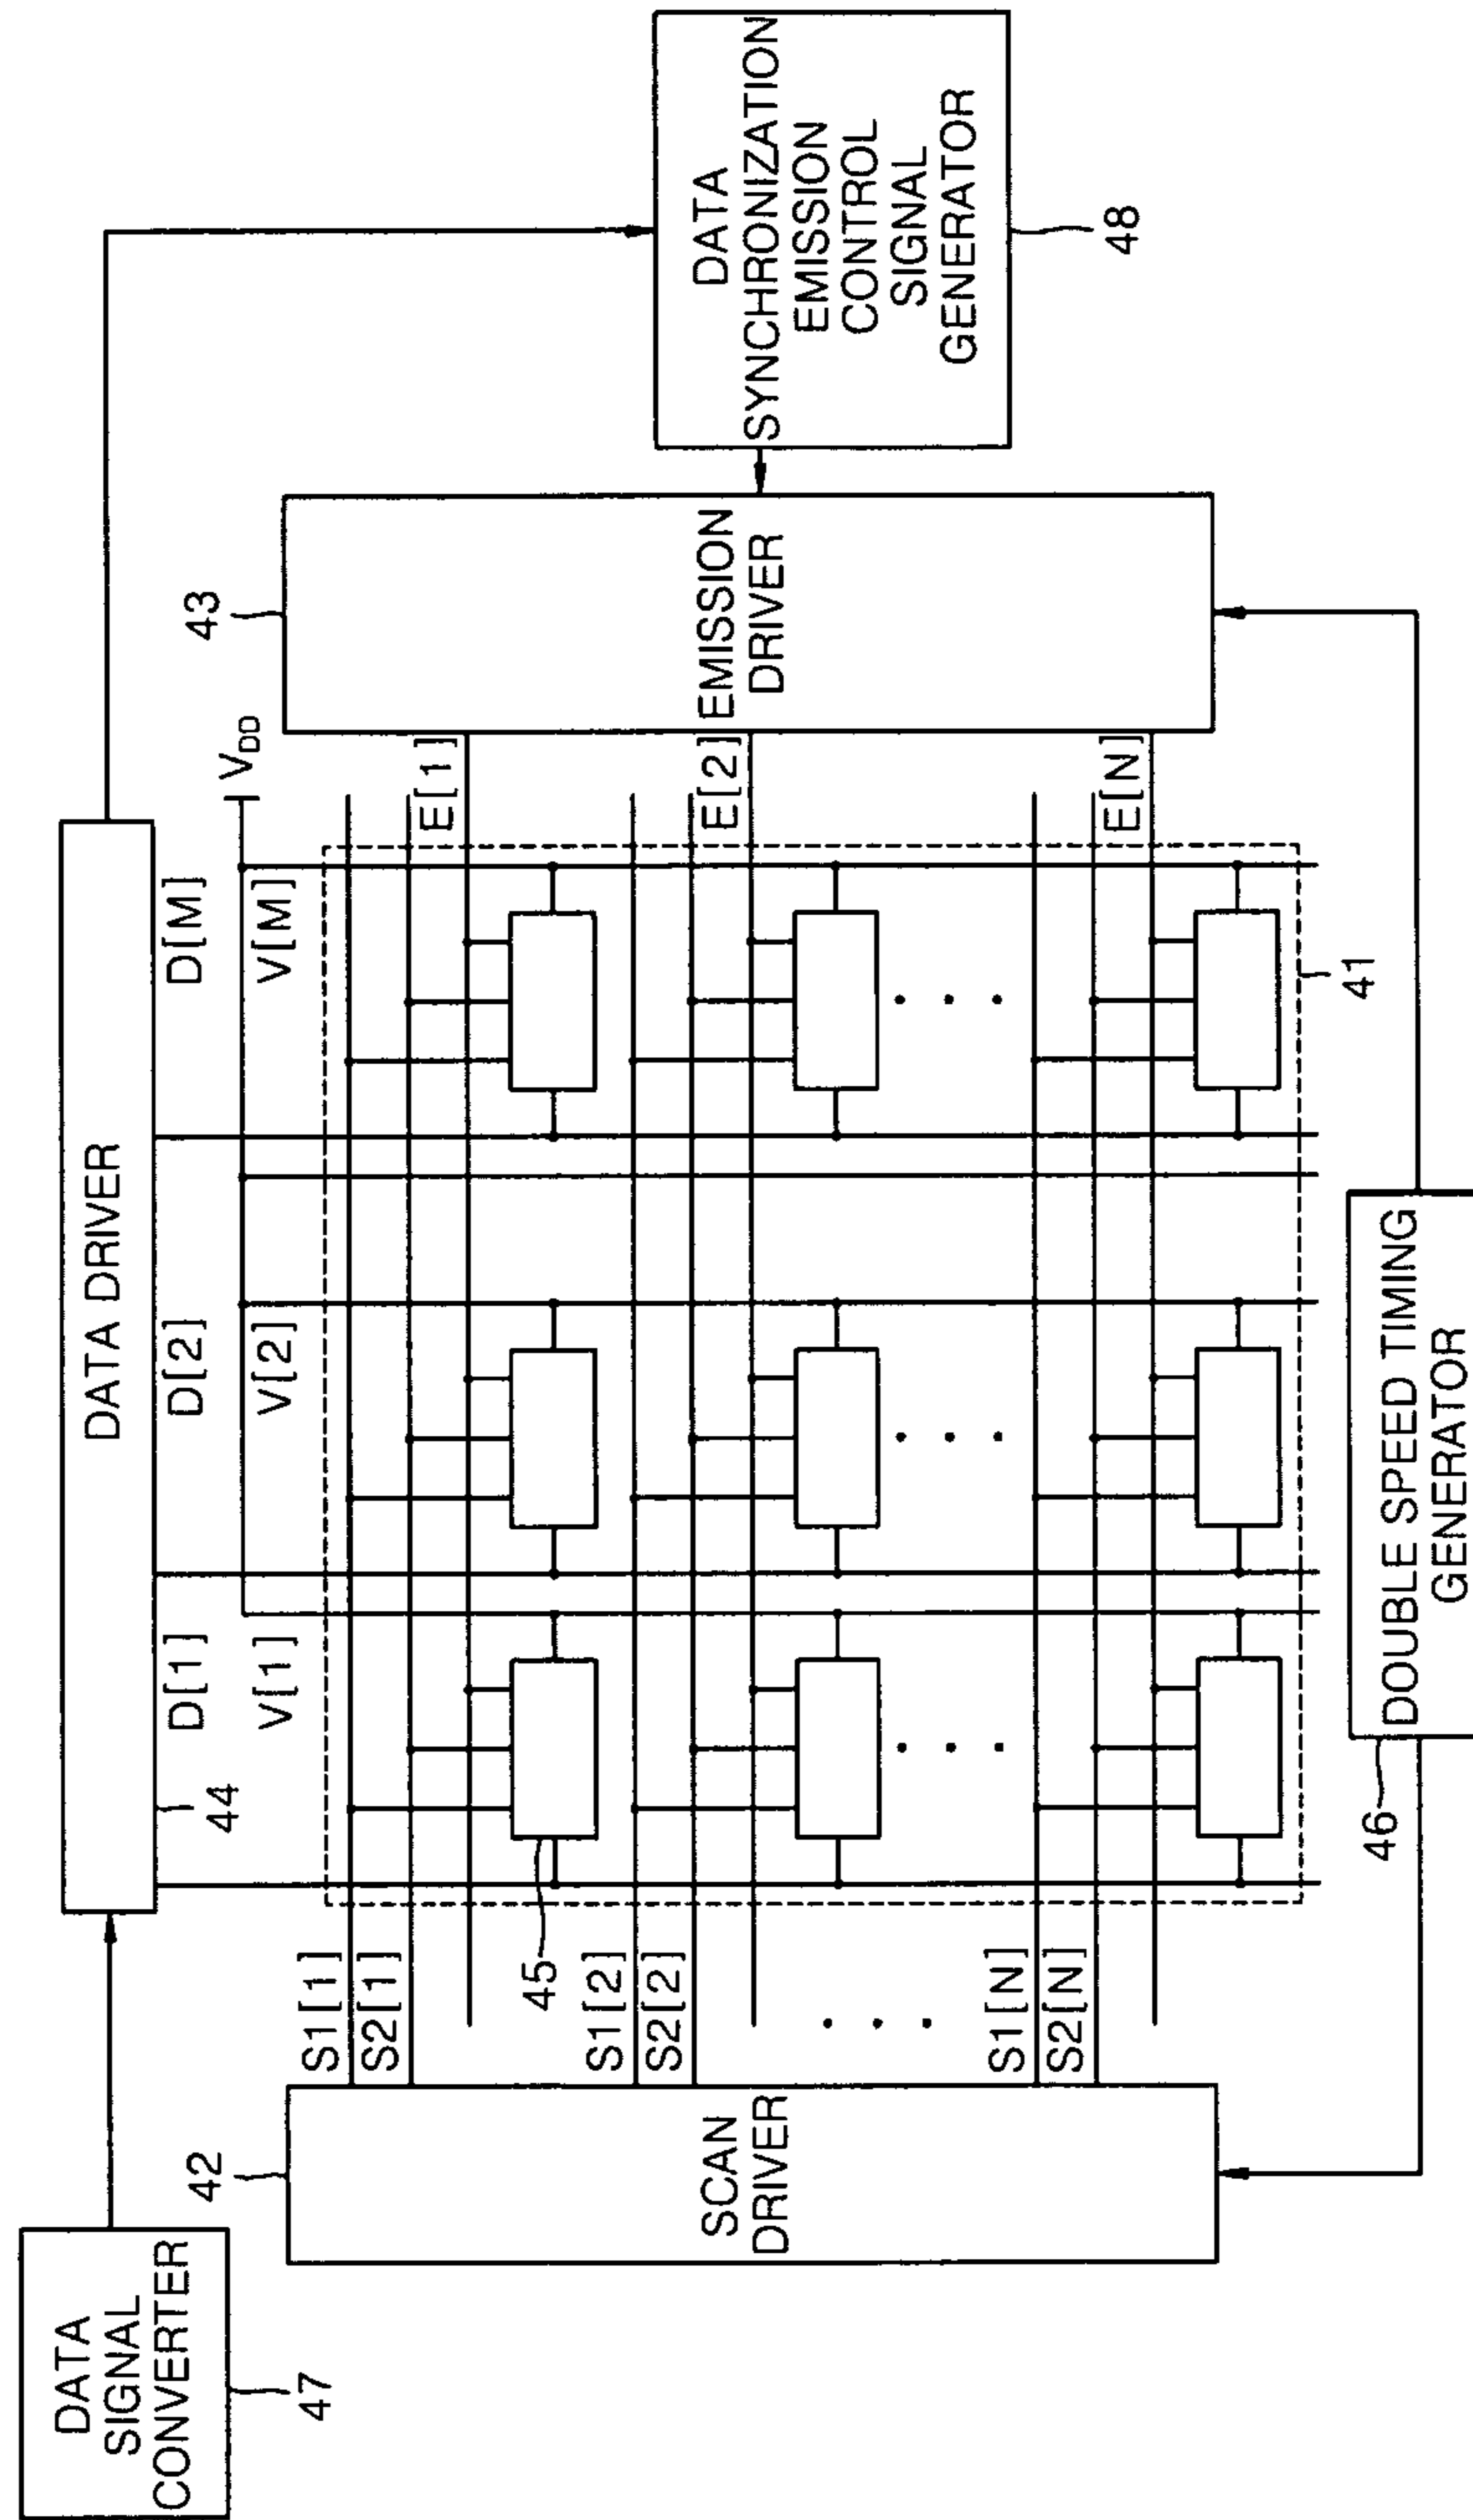 DATA
SIGNAL
CONVERTER
47
DATA DRIVER
44
D[1]
D[2]
D[M]
V[1]
V[2]
V[M]
V_DD
42
SCAN
DRIVER
S1[1]
S2[1]
S1[2]
S2[2]
S1[N]
S2[N]
45
E[1]
E[2]
E[N]
43
EMISSION
DRIVER
DATA
SYNCHRONIZATION
EMISSION
CONTROL
SIGNAL
GENERATOR
48
41
46
DOUBLE SPEED TIMING
GENERATOR